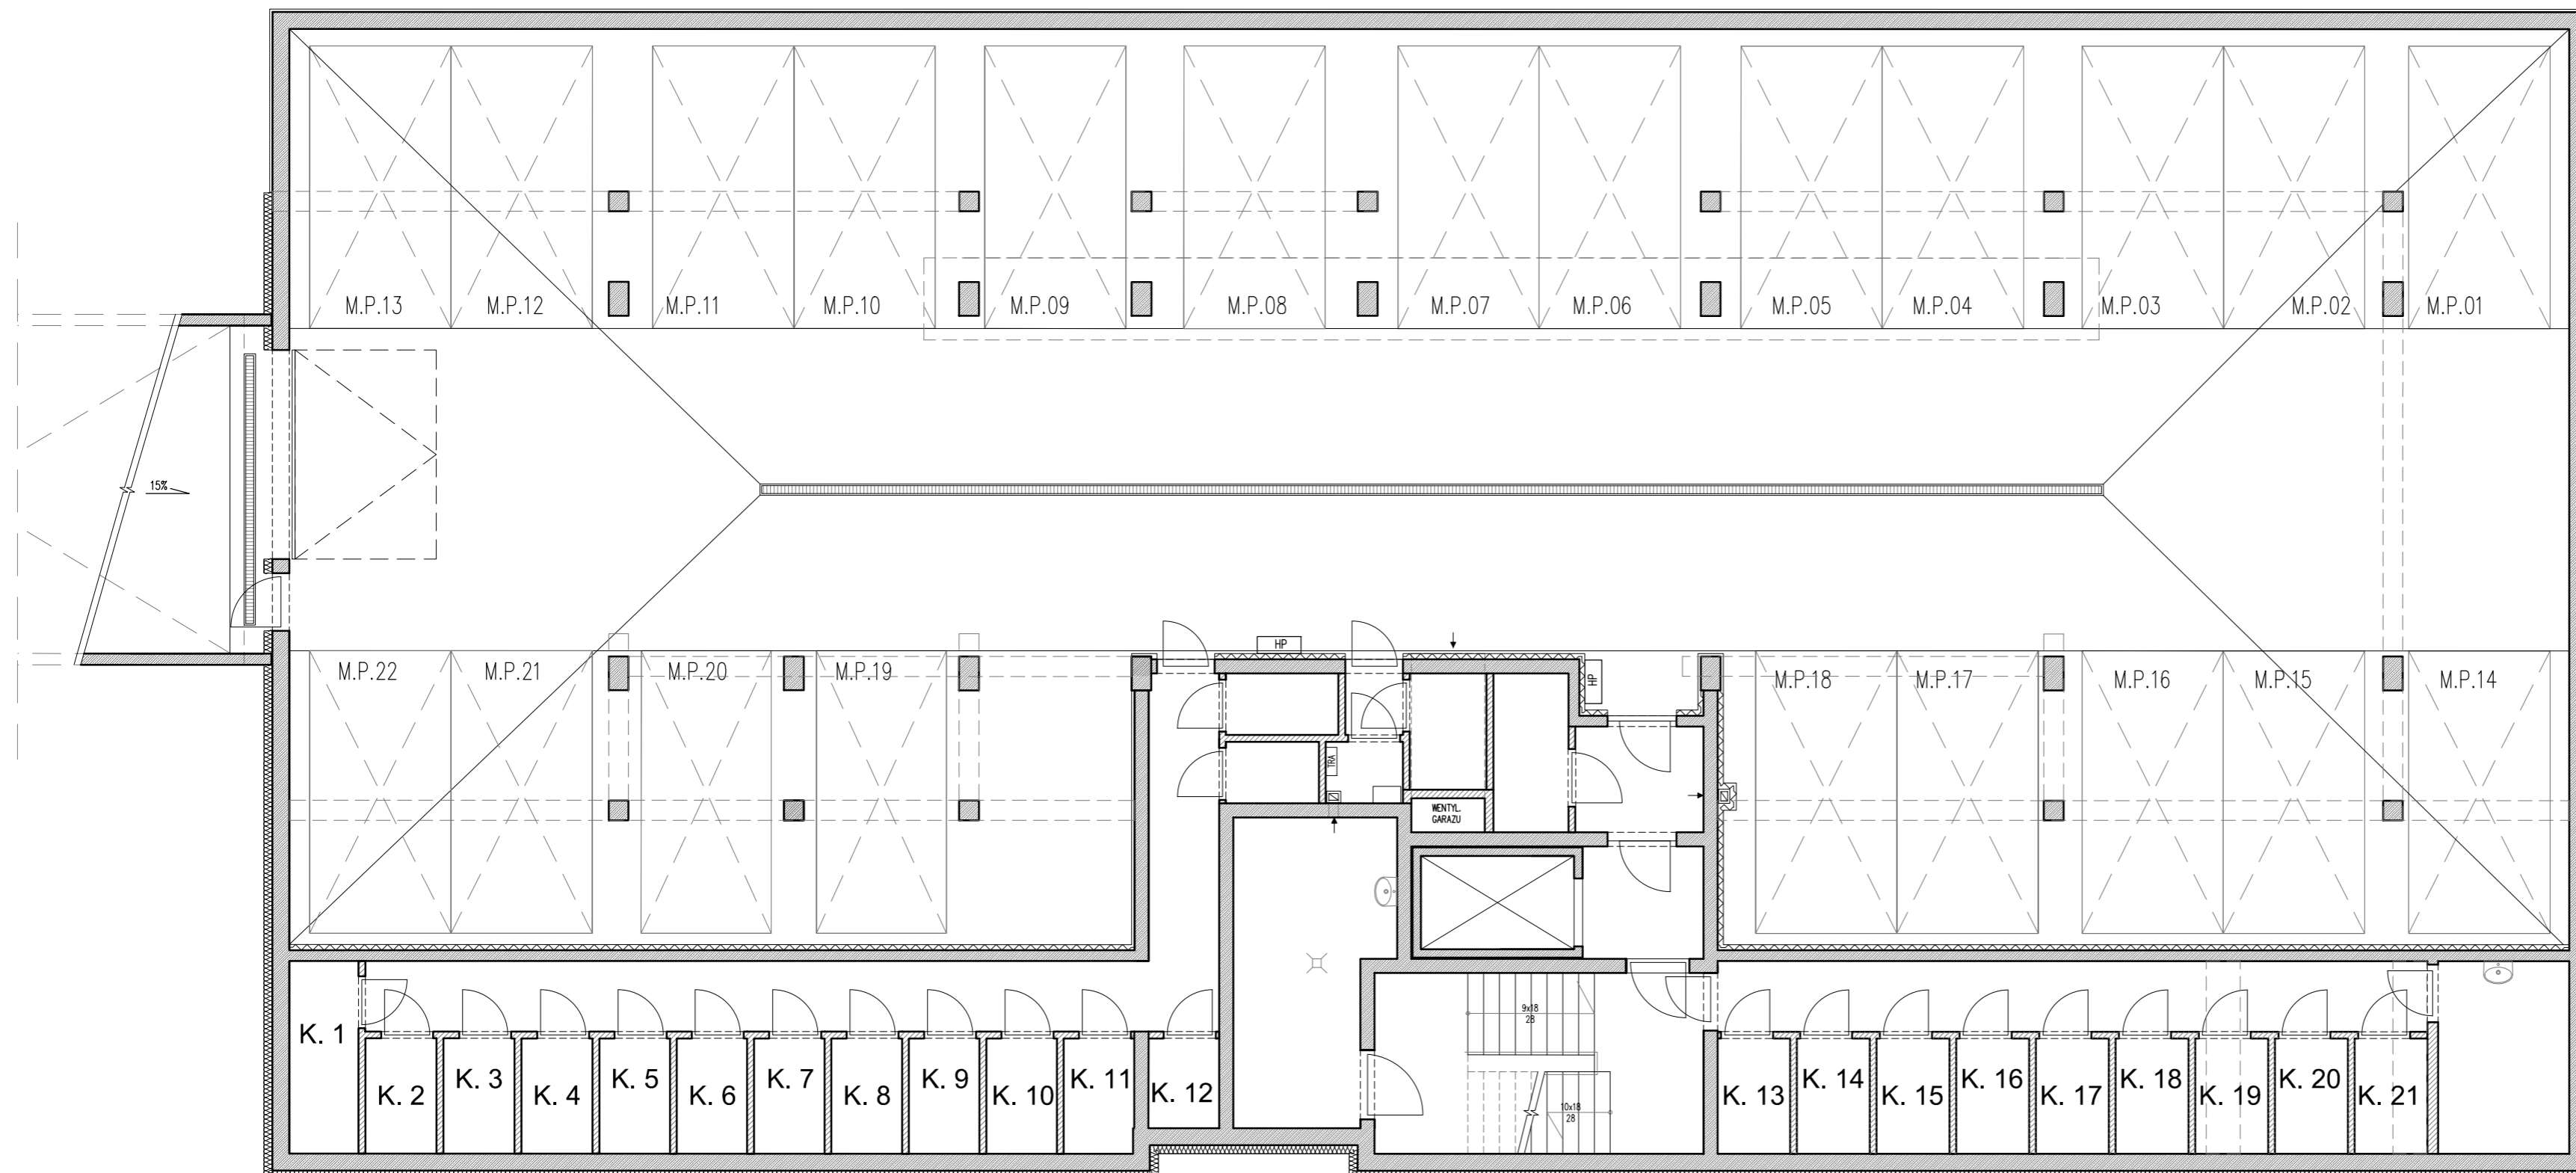 M.P.13
M.P.12
M.P.11
M.P.10
M.P.09
M.P.08
M.P.07
M.P.06
M.P.05
M.P.04
M.P.03
M.P.02
M.P.01
15%
HP
HP
M.P.22
M.P.21
M.P.20
M.P.19
M.P.18
M.P.17
M.P.16
M.P.15
M.P.14
TRA
WENTYL.
GARAZU
9x18
28
10x18
28
K. 1
K. 2
K. 3
K. 4
K. 5
K. 6
K. 7
K. 8
K. 9
K. 10
K. 11
K. 12
K. 13
K. 14
K. 15
K. 16
K. 17
K. 18
K. 19
K. 20
K. 21